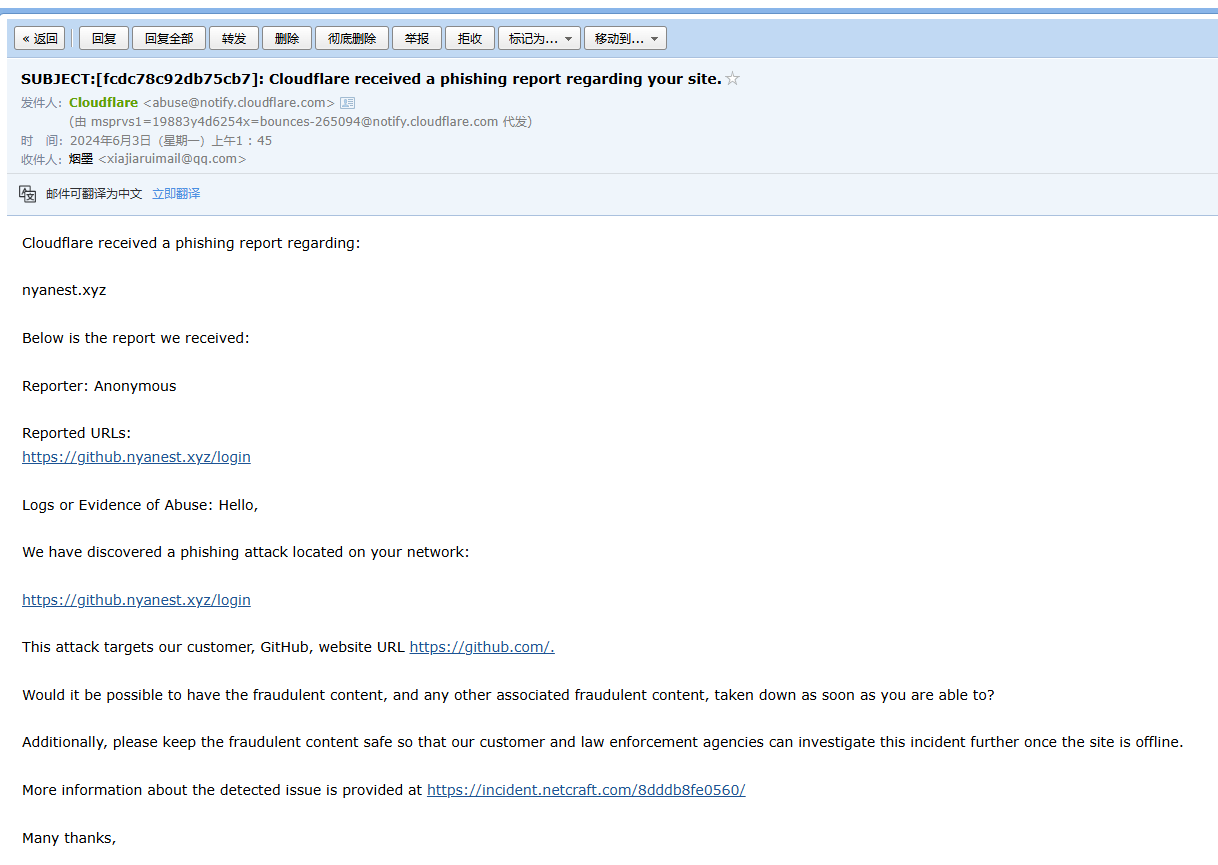 « 返回 回复 回复全部 转发 删除 彻底删除 举报 拒收 标记为... 移动到...
SUBJECT:[fcdc78c92db75cb7]: Cloudflare received a phishing report regarding your site.
发件人: Cloudflare <abuse@notify.cloudflare.com>
(由 msprvs1=19883y4d6254x=bounces-265094@notify.cloudflare.com 代发)
时 间: 2024年6月3日 (星期一) 上午1:45
收件人: 烟墨 <xiajiaruimail@qq.com>
邮件可翻译为中文 立即翻译
Cloudflare received a phishing report regarding:
nyanest.xyz
Below is the report we received:
Reporter: Anonymous
Reported URLs:
https://github.nyanest.xyz/login
Logs or Evidence of Abuse: Hello,
We have discovered a phishing attack located on your network:
https://github.nyanest.xyz/login
This attack targets our customer, GitHub, website URL https://github.com/.
Would it be possible to have the fraudulent content, and any other associated fraudulent content, taken down as soon as you are able to?
Additionally, please keep the fraudulent content safe so that our customer and law enforcement agencies can investigate this incident further once the site is offline.
More information about the detected issue is provided at https://incident.netcraft.com/8dddb8fe0560/
Many thanks,